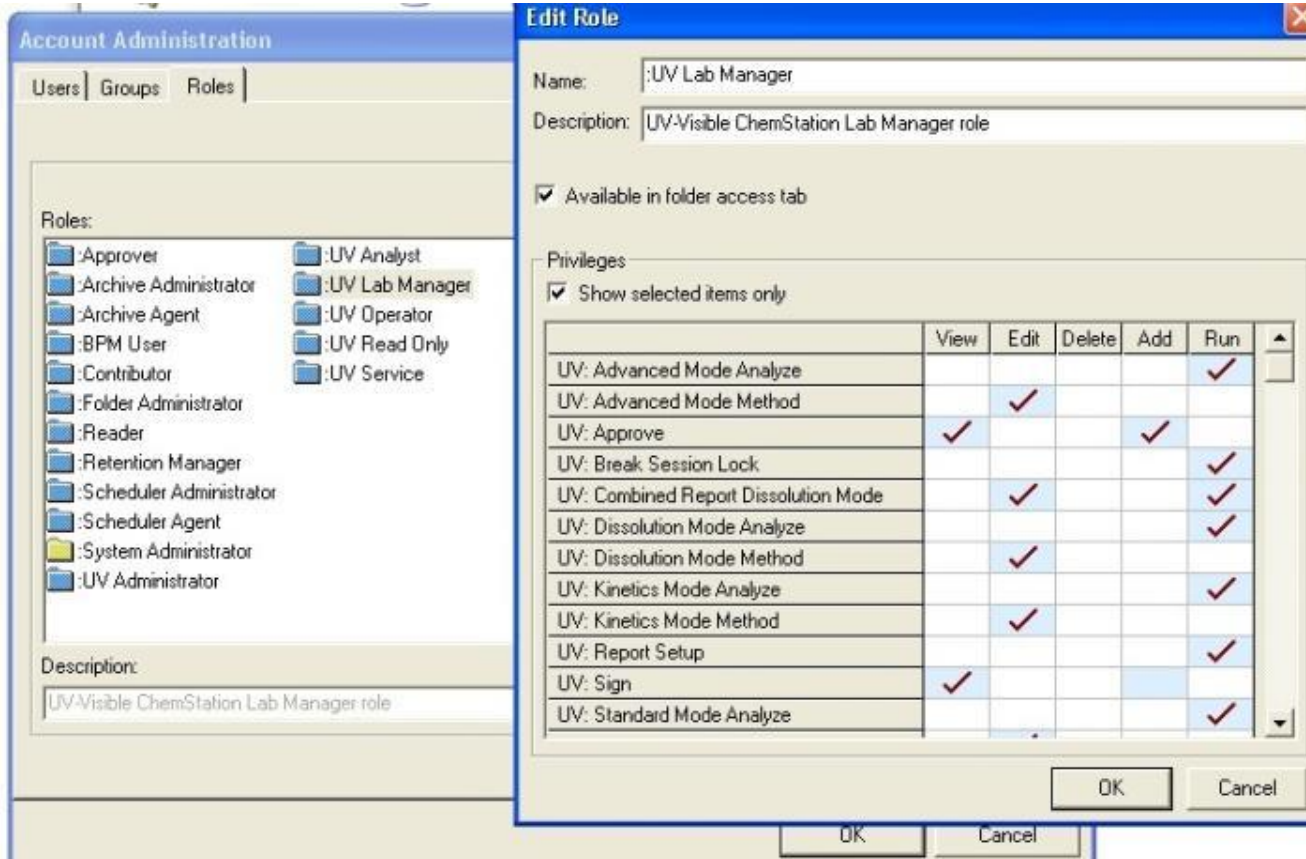 Account Administration
Users
Groups
Roles
Roles:
:Approver
:Archive Administrator
:Archive Agent
:BPM User
:Contributor
:Folder Administrator
:Reader
:Retention Manager
:Scheduler Administrator
:Scheduler Agent
:System Administrator
:UV Administrator
:UV Analyst
:UV Lab Manager
:UV Operator
:UV Read Only
:UV Service
Description:
UV-Visible ChemStation Lab Manager role
OK Cancel
Edit Role
Name: :UV Lab Manager
Description: UV-Visible ChemStation Lab Manager role
Available in folder access tab
Privileges
Show selected items only
View Edit Delete Add Run
UV: Advanced Mode Analyze
UV: Advanced Mode Method
UV: Approve
UV: Break Session Lock
UV: Combined Report Dissolution Mode
UV: Dissolution Mode Analyze
UV: Dissolution Mode Method
UV: Kinetics Mode Analyze
UV: Kinetics Mode Method
UV: Report Setup
UV: Sign
UV: Standard Mode Analyze
OK Cancel